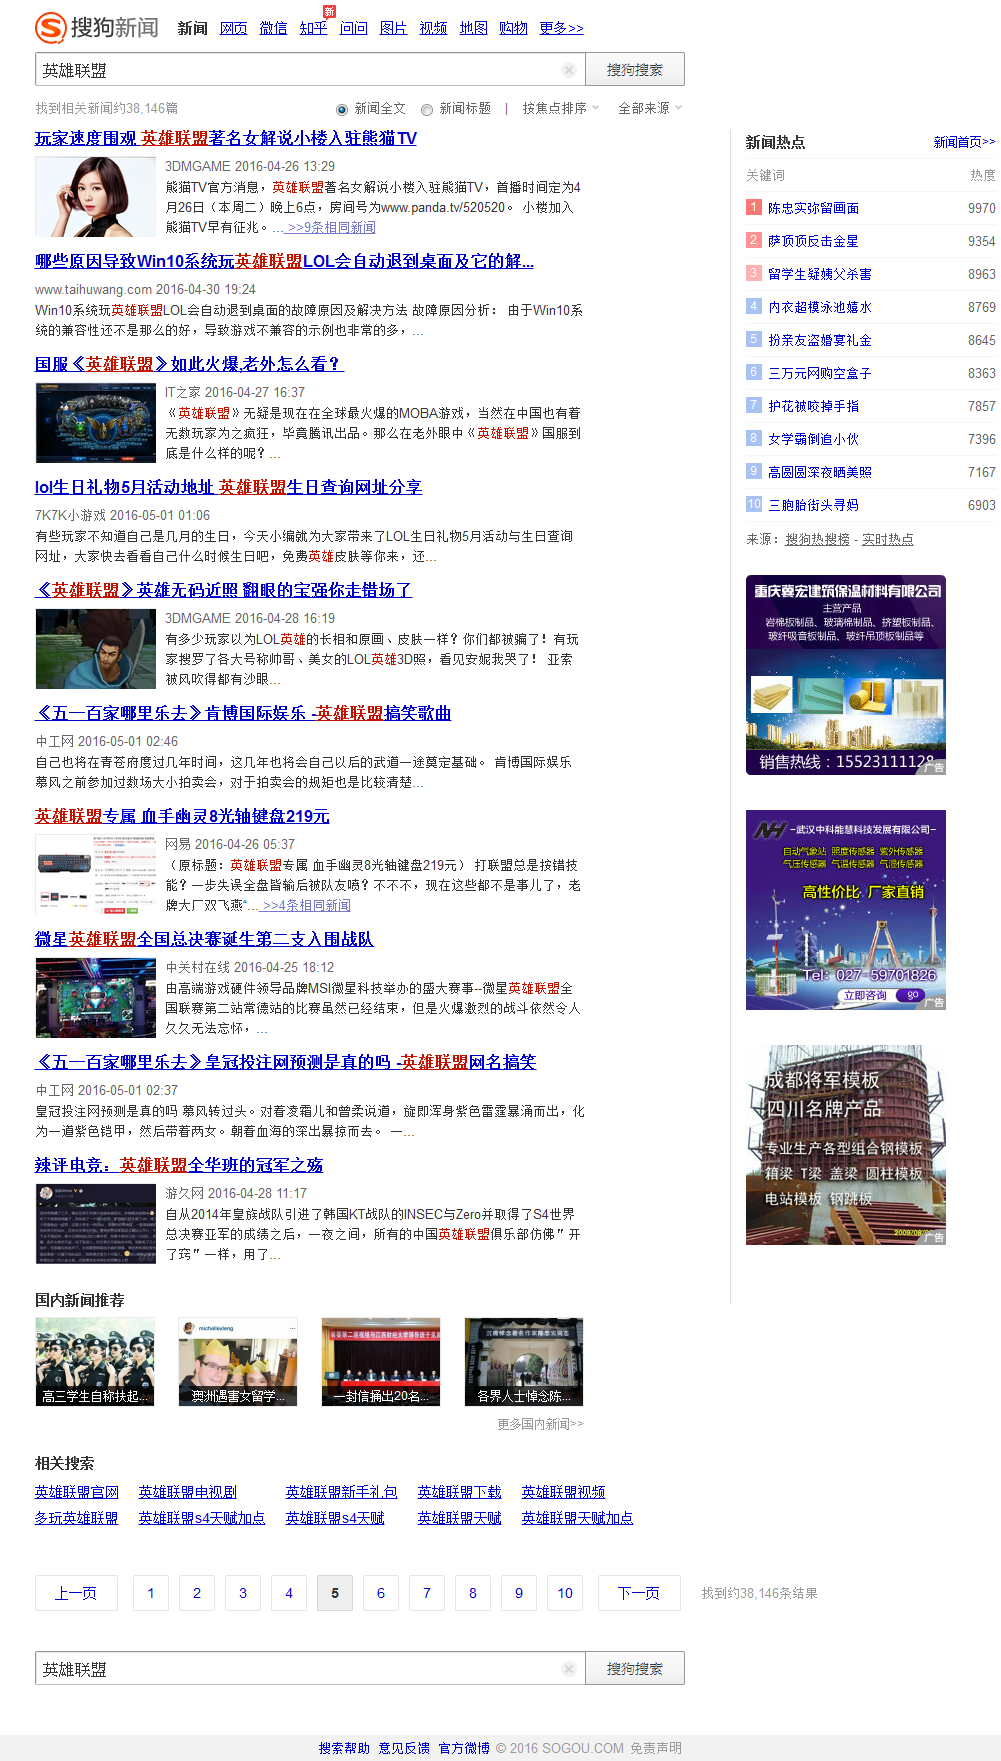 搜狗新闻 新闻 网页 微信 知乎 新 问问 图片 视频 地图 购物 更多>>
英雄联盟 搜狗搜索
找到相关新闻约38,146篇 新闻全文 新闻标题 | 按焦点排序 全部来源
玩家速度围观 英雄联盟著名女解说小楼入驻熊猫TV
3DMGAME 2016-04-26 13:29
熊猫TV官方消息，英雄联盟著名女解说小楼入驻熊猫TV，首播时间定为4
月26日（本周二）晚上6点，房间号为www.panda.tv/520520。 小楼加入
熊猫TV早有征兆。... >>9条相同新闻
哪些原因导致Win10系统玩英雄联盟LOL会自动退到桌面及它的解...
www.taihuwang.com 2016-04-30 19:24
Win10系统玩英雄联盟LOL会自动退到桌面的故障原因及解决方法 故障原因分析： 由于Win10系
统的兼容性还不是那么的好，导致游戏不兼容的示例也非常的多，...
国服《英雄联盟》如此火爆,老外怎么看？
IT之家 2016-04-27 16:37
《英雄联盟》无疑是现在在全球最火爆的MOBA游戏，当然在中国也有着
无数玩家为之疯狂，毕竟腾讯出品。那么在老外眼中《英雄联盟》国服到
底是什么样的呢？...
lol生日礼物5月活动地址 英雄联盟生日查询网址分享
7K7K小游戏 2016-05-01 01:06
有些玩家不知道自己是几月的生日，今天小编就为大家带来了LOL生日礼物5月活动与生日查询
网址，大家快去看看自己什么时候生日吧，免费英雄皮肤等你来，还...
《英雄联盟》英雄无码近照 翻眼的宝强你走错场了
3DMGAME 2016-04-28 16:19
有多少玩家以为LOL英雄的长相和原画、皮肤一样？你们都被骗了！有玩
家搜罗了各大号称帅哥、美女的LOL英雄3D照，看见安妮我哭了！ 亚索
被风吹得都有沙眼...
《五一百家哪里乐去》肯博国际娱乐 -英雄联盟搞笑歌曲
中工网 2016-05-01 02:46
自己也将在青苍府度过几年时间，这几年也将会自己以后的武道一途奠定基础。 肯博国际娱乐
慕风之前参加过数场大小拍卖会，对于拍卖会的规矩也是比较清楚...
英雄联盟专属 血手幽灵8光轴键盘219元
网易 2016-04-26 05:37
（原标题：英雄联盟专属 血手幽灵8光轴键盘219元） 打联盟总是按错技
能？一步失误全盘皆输后被队友喷？不不不，现在这些都不是事儿了，老
牌大厂双飞燕“... >>4条相同新闻
微星英雄联盟全国总决赛诞生第二支入围战队
中关村在线 2016-04-25 18:12
由高端游戏硬件领导品牌MSI微星科技举办的盛大赛事--微星英雄联盟全
国联赛第二站常德站的比赛虽然已经结束，但是火爆激烈的战斗依然令人
久久无法忘怀，...
《五一百家哪里乐去》皇冠投注网预测是真的吗 -英雄联盟网名搞笑
中工网 2016-05-01 02:37
皇冠投注网预测是真的吗 慕风转过头。对着凌霜儿和曾柔说道，旋即浑身紫色雷霆暴涌而出，化
为一道紫色铠甲，然后带着两女。朝着血海的深出暴掠而去。 一...
辣评电竞：英雄联盟全华班的冠军之殇
游久网 2016-04-28 11:17
自从2014年皇族战队引进了韩国KT战队的INSEC与Zero并取得了S4世界
总决赛亚军的成绩之后，一夜之间，所有的中国英雄联盟俱乐部仿佛”开
了窍”一样，用了...
国内新闻推荐
michellexleng
高三学生自称扶起... 澳洲遇害女留学... 一封信捅出20名... 各界人士悼念陈...
更多国内新闻>>
相关搜索
英雄联盟官网 英雄联盟电视剧 英雄联盟新手礼包 英雄联盟下载 英雄联盟视频
多玩英雄联盟 英雄联盟s4天赋加点 英雄联盟s4天赋 英雄联盟天赋 英雄联盟天赋加点
上一页 1 2 3 4 5 6 7 8 9 10 下一页 找到约38,146条结果
英雄联盟 搜狗搜索
新闻热点 新闻首页>>
关键词 热度
1 陈忠实弥留画面 9970
2 萨顶顶反击金星 9354
3 留学生疑姨父杀害 8963
4 内衣超模泳池嬉水 8769
5 扮亲友盗婚宴礼金 8645
6 三万元网购空盒子 8363
7 护花被咬掉手指 7857
8 女学霸倒追小伙 7396
9 高圆圆深夜晒美照 7167
10 三胞胎街头寻妈 6903
来源：搜狗热搜榜 - 实时热点
重庆冀宏建筑保温材料有限公司
主营产品
岩棉板制品、玻璃棉制品、挤塑板制品、
玻纤吸音板制品、玻纤吊顶板制品等
销售热线：15523111128
广告
NH -武汉中科能慧科技发展有限公司-
自动气象站 照度传感器 紫外传感器
气压传感器 气温传感器 气湿传感器
高性价比 厂家直销
Tel：027-59701826
立即咨询 go
广告
成都将军模板
四川名牌产品
专业生产各型组合钢模板
箱梁 T梁 盖梁 圆柱模板
电站模板 钢跳板
广告
搜索帮助 意见反馈 官方微博 © 2016 SOGOU.COM 免责声明